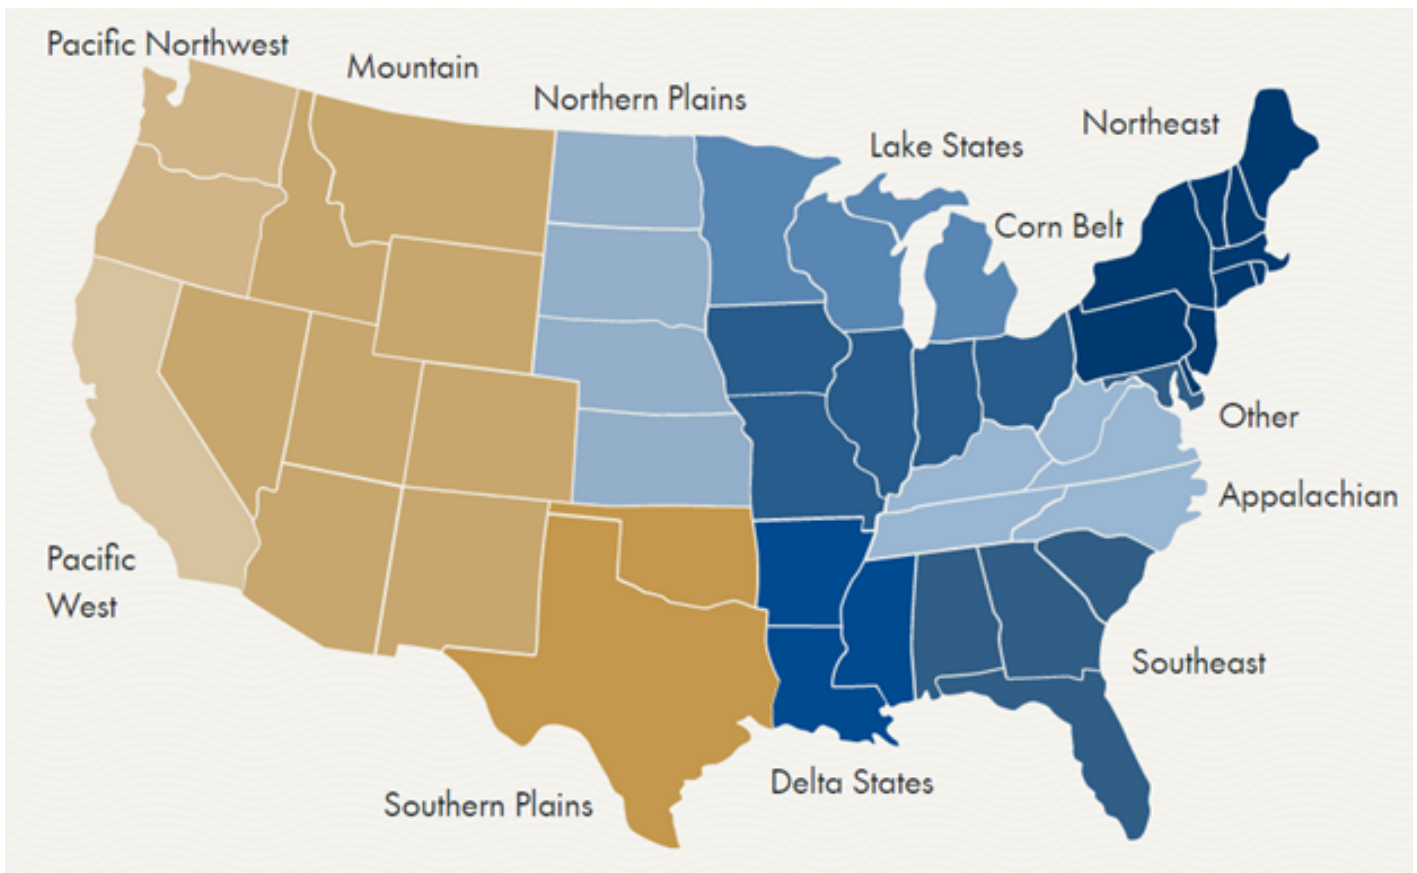 Pacific Northwest
Mountain
Northern Plains
Lake States
Northeast
Corn Belt
Other
Appalachian
Pacific
West
Southeast
Delta States
Southern Plains